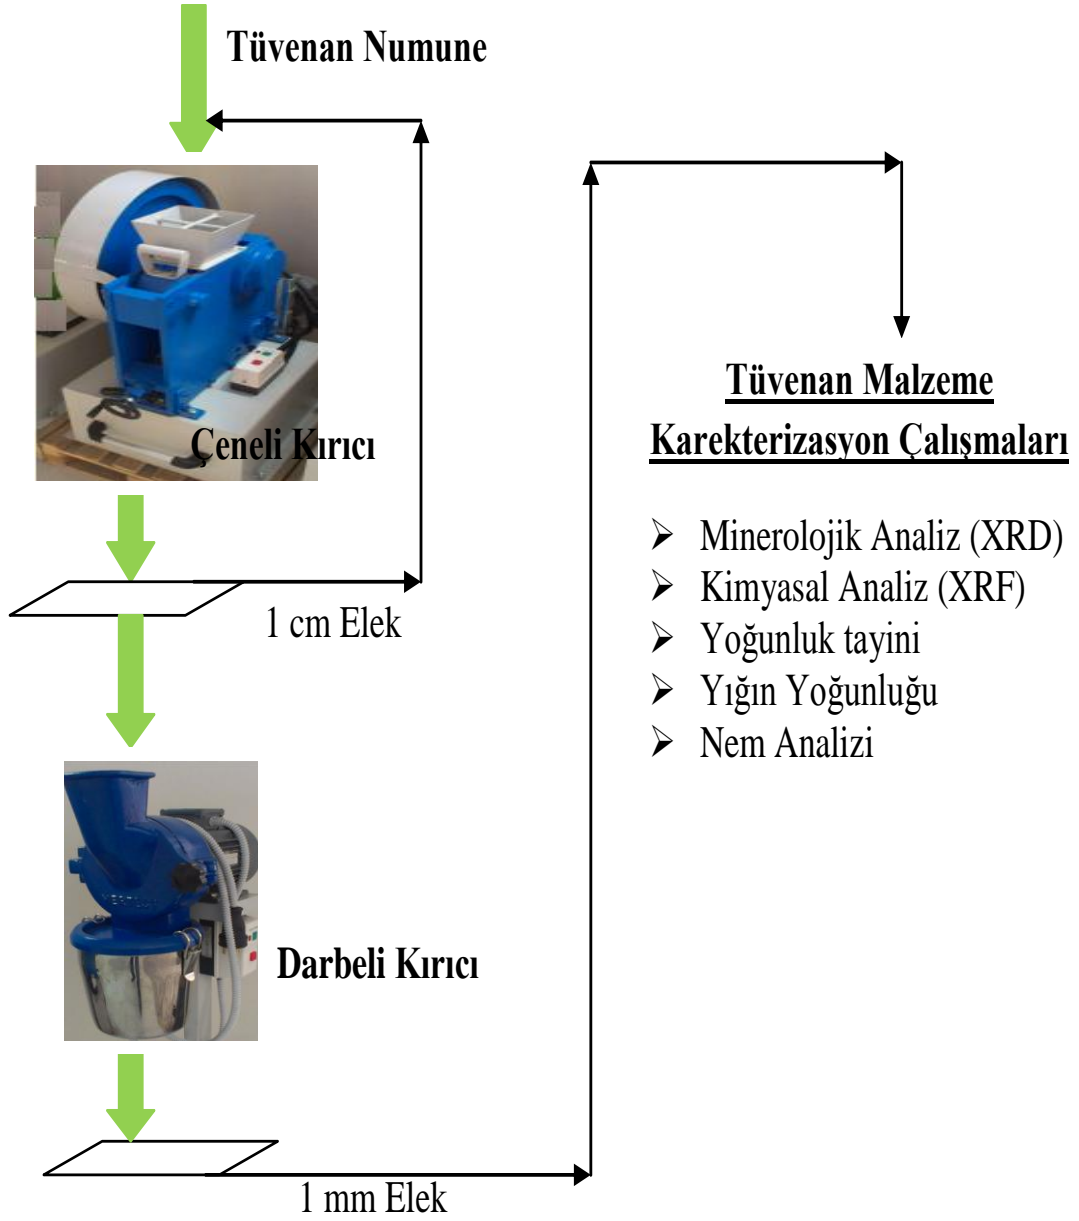 Tüvenan Numune
Çeneli Kırıcı
1 cm Elek
Darbeli Kırıcı
1 mm Elek
Tüvenan Malzeme
Karekterizasyon Çalışmaları
➢ Minerolojik Analiz (XRD)
➢ Kimyasal Analiz (XRF)
➢ Yoğunluk tayini
➢ Yığın Yoğunluğu
➢ Nem Analizi